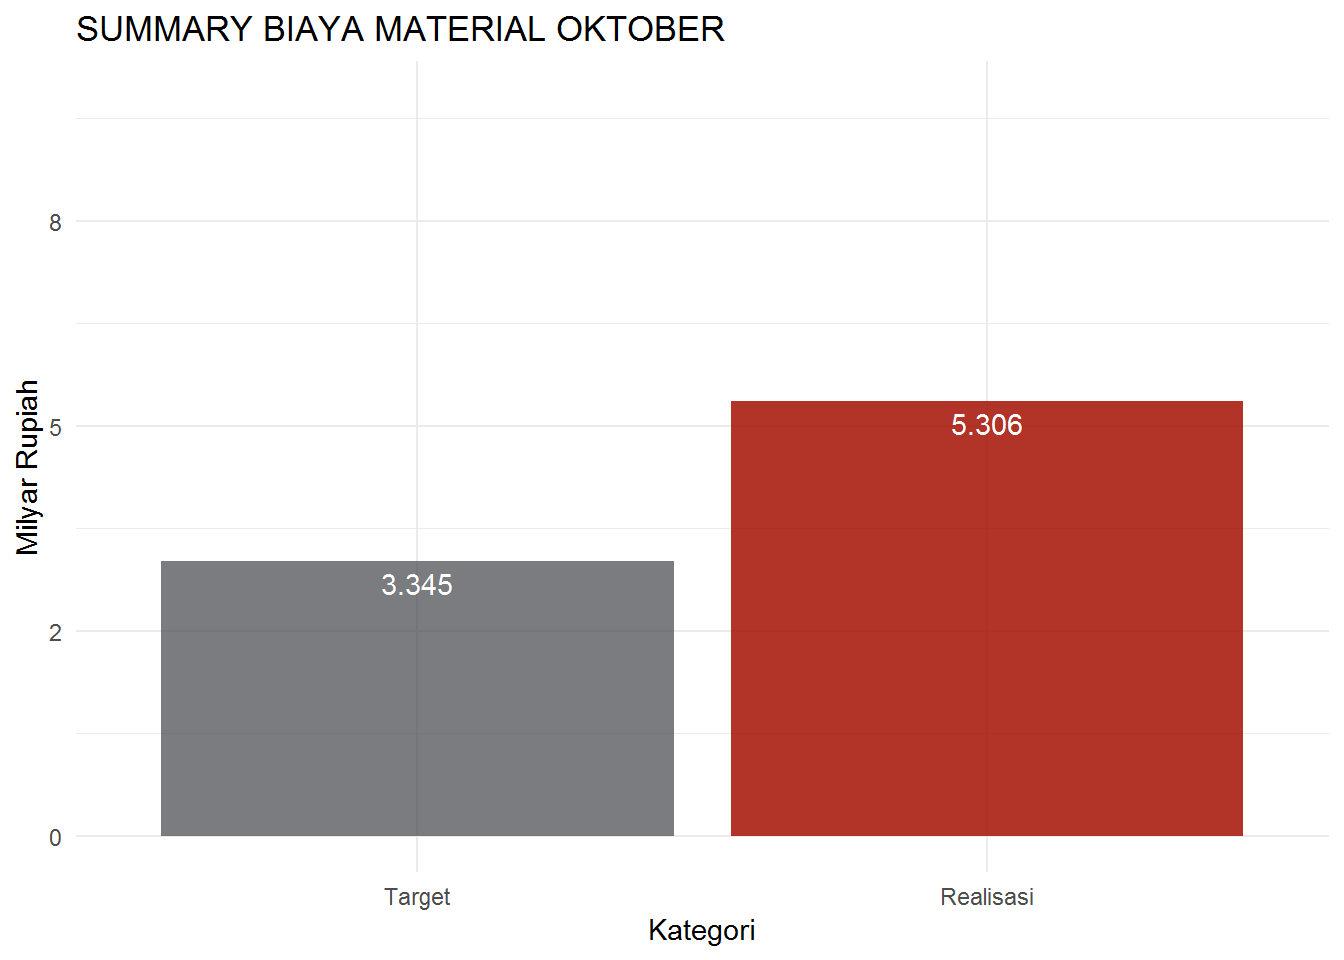 SUMMARY BIAYA MATERIAL OKTOBER
Milyar Rupiah
8
5
2
0
3.345
5.306
Target
Realisasi
Kategori